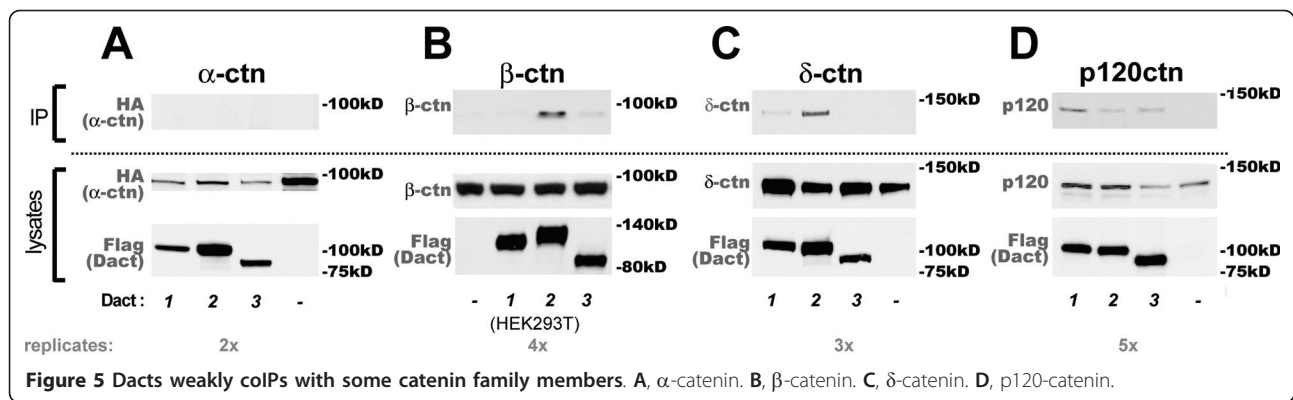 A
B
C
D
α-ctn
β-ctn
δ-ctn
p120ctn
IP
HA
(α-ctn)
-100kD
β-ctn
-100kD
δ-ctn
-150kD
p120
-150kD
lysates
HA
(α-ctn)
-100kD
β-ctn
-100kD
δ-ctn
-150kD
p120
-150kD
Flag
(Dact)
-100kD
-75kD
Flag
(Dact)
-140kD
-80kD
Flag
(Dact)
-100kD
-75kD
Flag
(Dact)
-100kD
-75kD
Dact : 1 2 3 -
- 1 2 3
1 2 3 -
1 2 3 -
(HEK293T)
replicates: 2x 4x 3x 5x
Figure 5 Dacts weakly coIPs with some catenin family members. A, α-catenin. B, β-catenin. C, δ-catenin. D, p120-catenin.